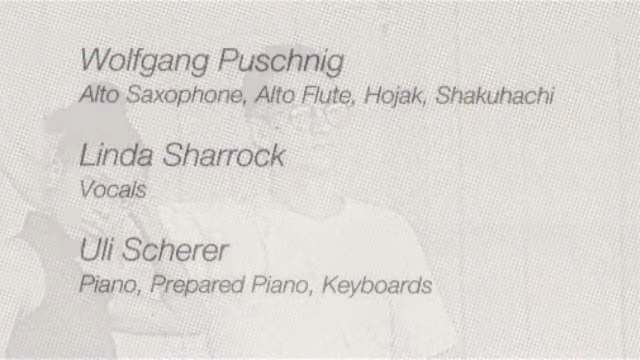 Wolfgang Puschnig
Alto Saxophone, Alto Flute, Hojak, Shakuhachi
Linda Sharrock
Vocals
Uli Scherer
Piano, Prepared Piano, Keyboards